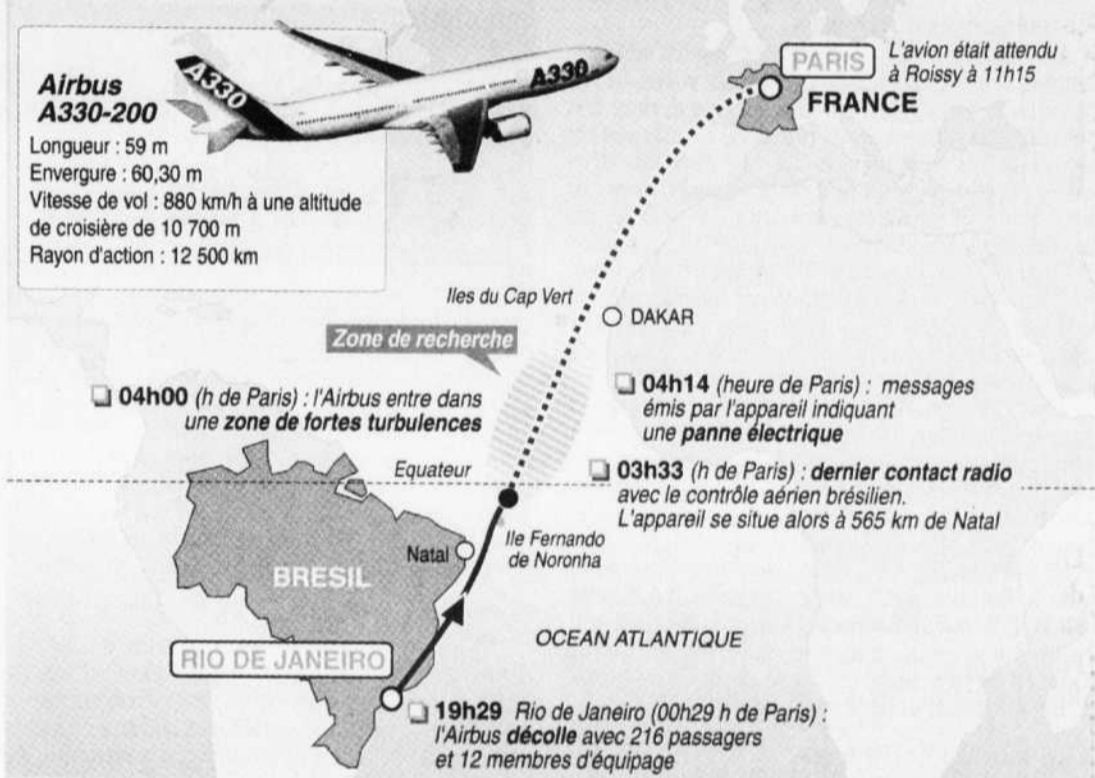 Airbus
A330-200
Longueur : 59 m
Envergure : 60,30 m
Vitesse de vol : 880 km/h à une altitude
de croisière de 10 700 m
Rayon d'action : 12 500 km
A330
A330
PARIS
L'avion était attendu
à Roissy à 11h15
FRANCE
Iles du Cap Vert
DAKAR
Zone de recherche
04h00 (h de Paris) : l'Airbus entre dans
une zone de fortes turbulences
04h14 (heure de Paris) : messages
émis par l'appareil indiquant
une panne électrique
Equateur
03h33 (h de Paris) : dernier contact radio
avec le contrôle aérien brésilien.
L'appareil se situe alors à 565 km de Natal
Natal
Ile Fernando
de Noronha
BRESIL
OCEAN ATLANTIQUE
RIO DE JANEIRO
19h29 Rio de Janeiro (00h29 h de Paris) :
l'Airbus décolle avec 216 passagers
et 12 membres d'équipage